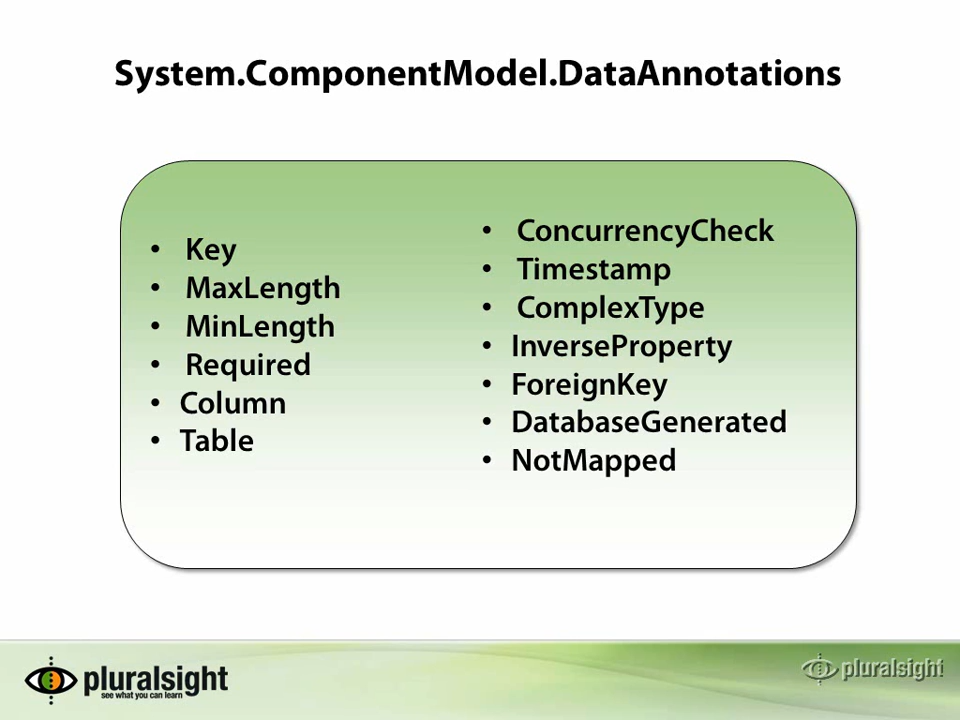 System.ComponentModel.DataAnnotations
• Key
• MaxLength
• MinLength
• Required
• Column
• Table
• ConcurrencyCheck
• Timestamp
• ComplexType
• InverseProperty
• ForeignKey
• DatabaseGenerated
• NotMapped
pluralsight
see what you can learn
pluralsight